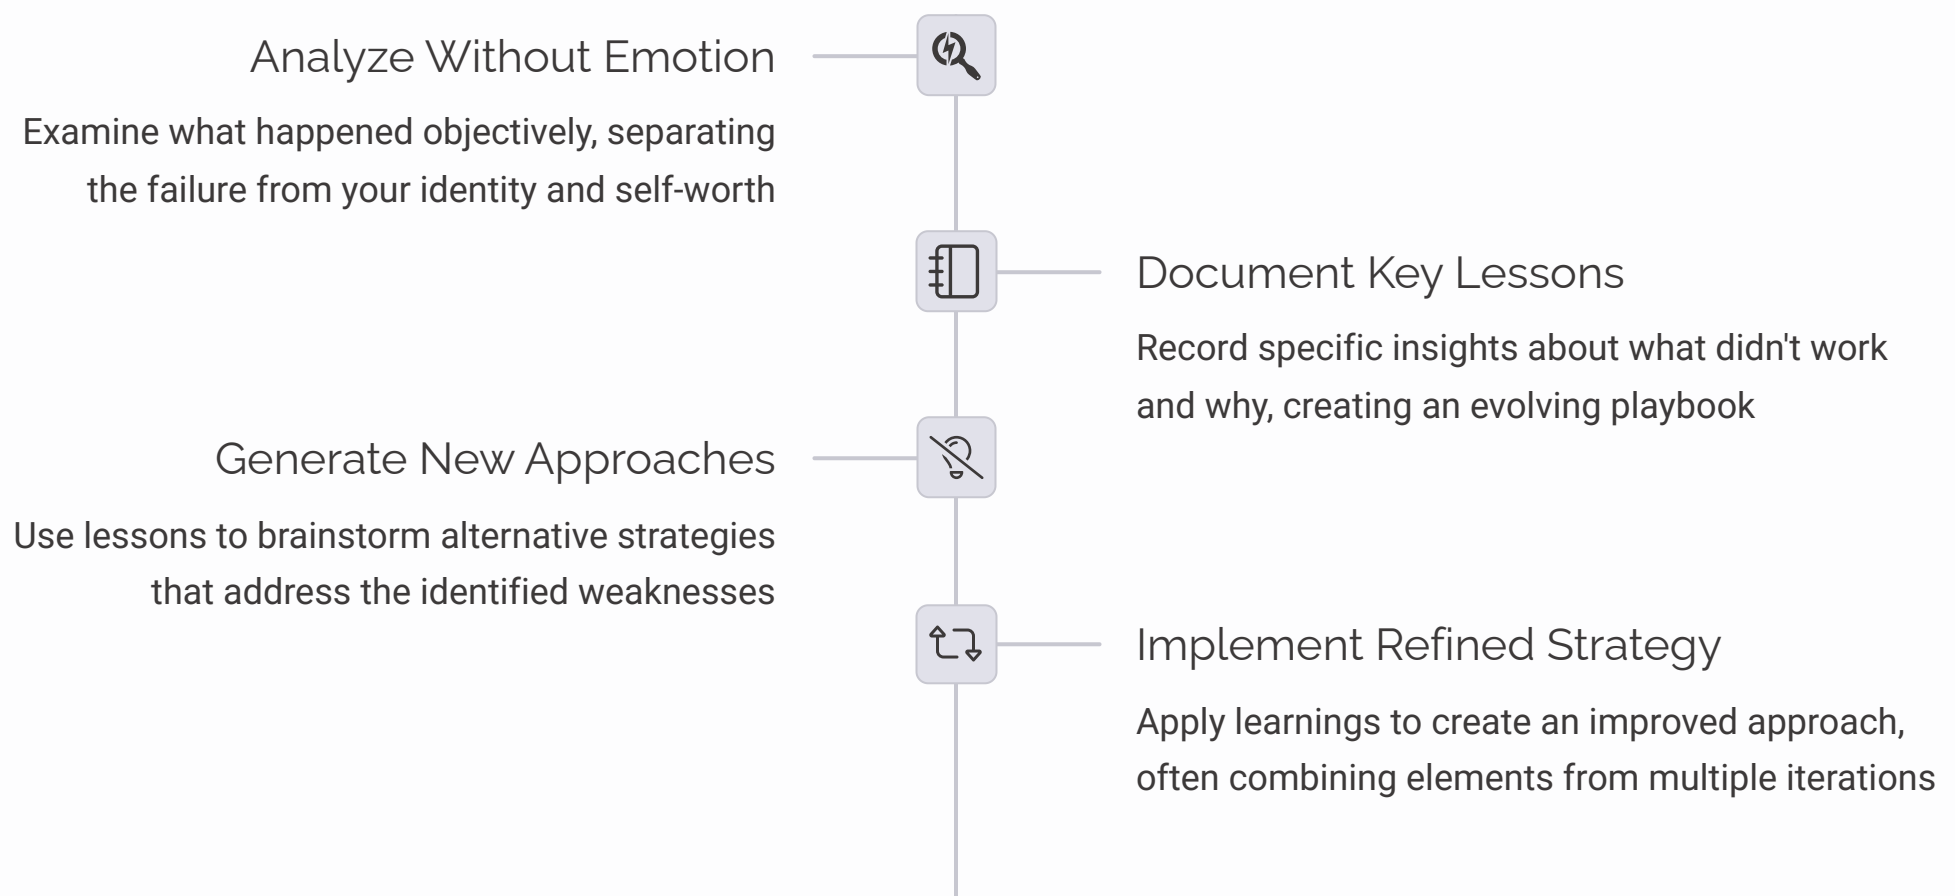 Analyze Without Emotion
Examine what happened objectively, separating
the failure from your identity and self-worth
Document Key Lessons
Record specific insights about what didn't work
and why, creating an evolving playbook
Generate New Approaches
Use lessons to brainstorm alternative strategies
that address the identified weaknesses
Implement Refined Strategy
Apply learnings to create an improved approach,
often combining elements from multiple iterations